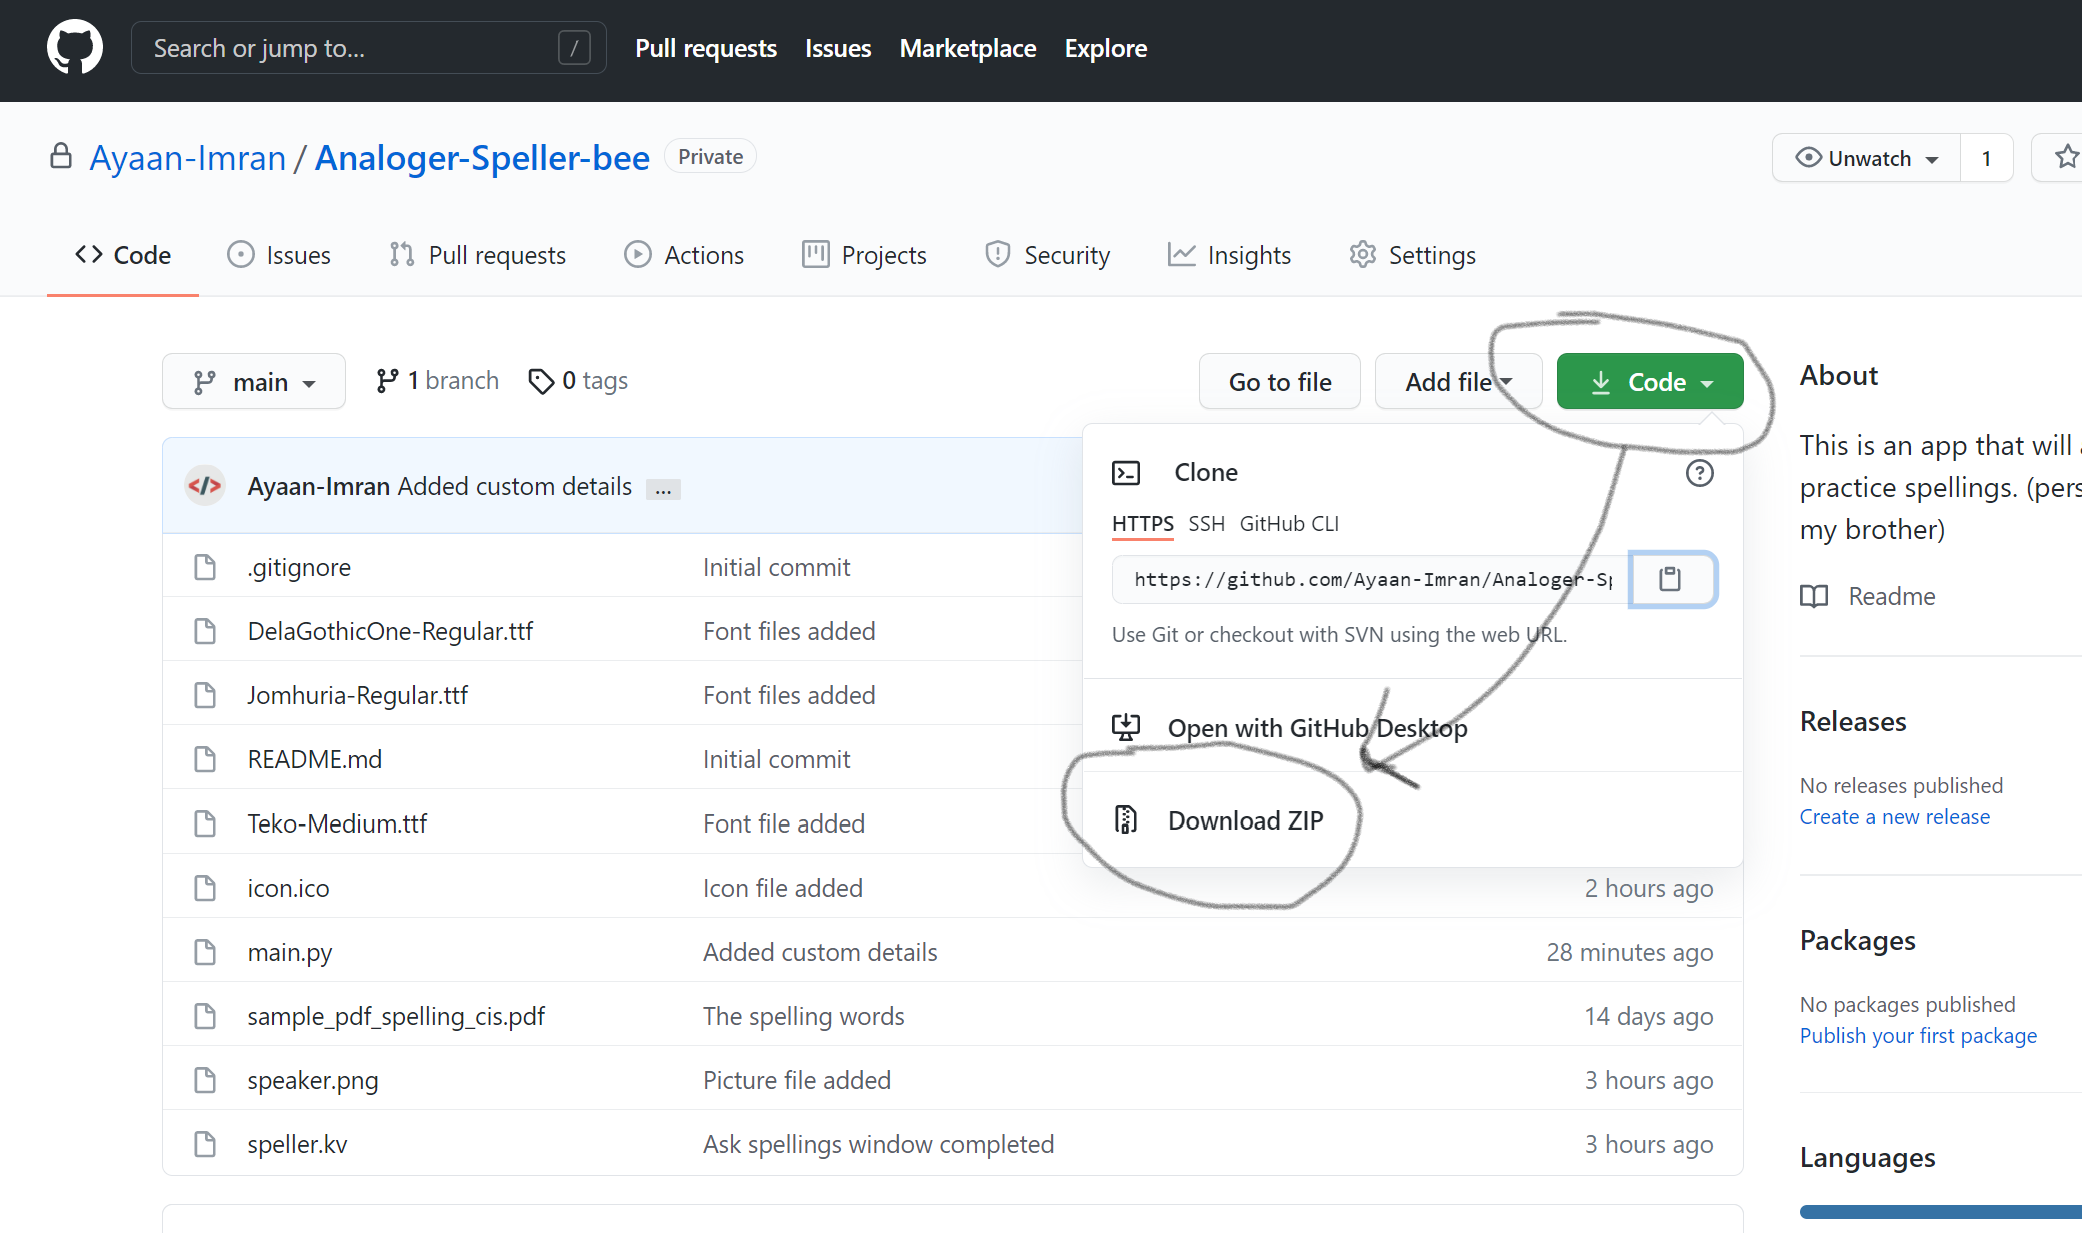 Search or jump to... /
Pull requests Issues Marketplace Explore
Ayaan-Imran / Analoger-Speller-bee Private
Unwatch 1
Code Issues Pull requests Actions Projects Security Insights Settings
main 1 branch 0 tags
Go to file Add file Code
Ayaan-Imran Added custom details ...
.gitignore Initial commit
DelaGothicOne-Regular.ttf Font files added
Jomhuria-Regular.ttf Font files added
README.md Initial commit
Teko-Medium.ttf Font file added
icon.ico Icon file added 2 hours ago
main.py Added custom details 28 minutes ago
sample_pdf_spelling_cis.pdf The spelling words 14 days ago
speaker.png Picture file added 3 hours ago
speller.kv Ask spellings window completed 3 hours ago
Clone
HTTPS SSH GitHub CLI
https://github.com/Ayaan-Imran/Analoger-Sp
Use Git or checkout with SVN using the web URL.
Open with GitHub Desktop
Download ZIP
About
This is an app that will
practice spellings. (pers
my brother)
Readme
Releases
No releases published
Create a new release
Packages
No packages published
Publish your first package
Languages